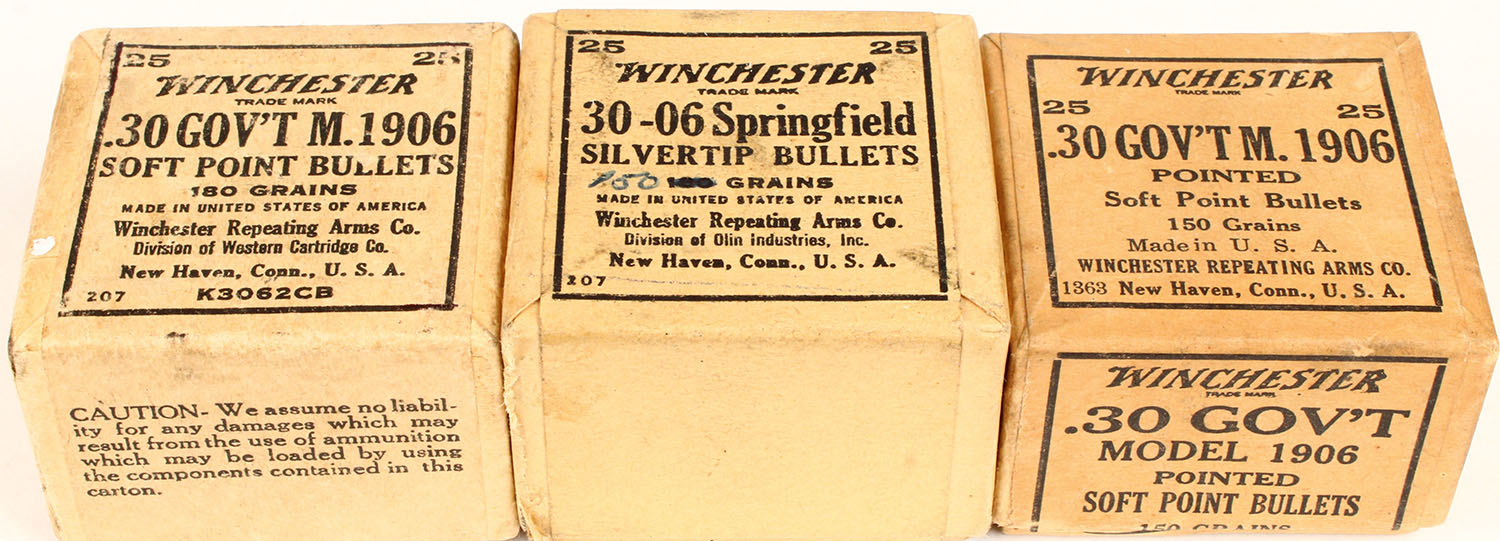 25 25
WINCHESTER
TRADE MARK
.30 GOV'T M. 1906
SOFT POINT BULLETS
180 GRAINS
MADE IN UNITED STATES OF AMERICA
Winchester Repeating Arms Co.
Division of Western Cartridge Co.
New Haven, Conn., U. S. A.
207 K3062CB
CAUTION- We assume no liabil-
ity for any damages which may
result from the use of ammunition
which may be loaded by using
the components contained in this
carton.
25 25
WINCHESTER
TRADE MARK
30-06 Springfield
SILVERTIP BULLETS
150 GRAINS
MADE IN UNITED STATES OF AMERICA
Winchester Repeating Arms Co.
Division of Olin Industries, Inc.
New Haven, Conn., U. S. A.
207
WINCHESTER
TRADE MARK
25 25
.30 GOV'T M. 1906
POINTED
Soft Point Bullets
150 Grains
Made in U. S. A.
WINCHESTER REPEATING ARMS CO.
1363 New Haven, Conn., U. S. A.
WINCHESTER
TRADE MARK
.30 GOV'T
MODEL 1906
POINTED
SOFT POINT BULLETS
150 GRAINS